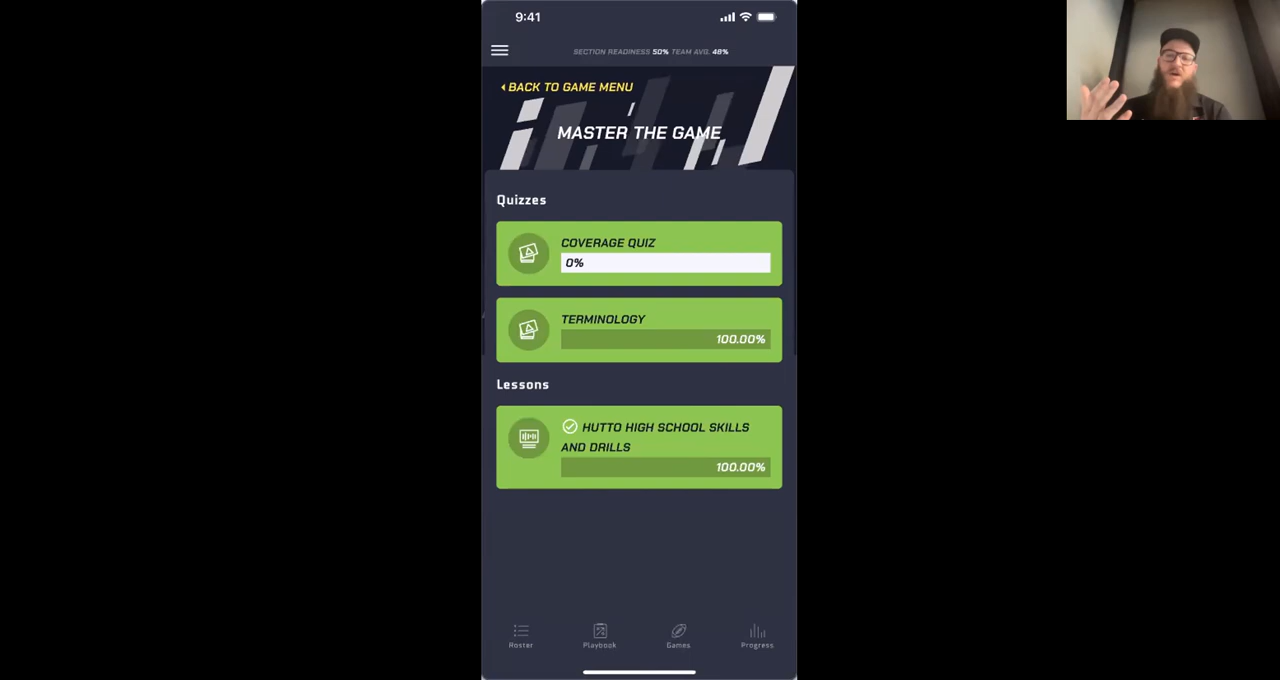 9:41
SECTION READINESS 50% TEAM AVG. 48%
BACK TO GAME MENU
MASTER THE GAME
Quizzes
COVERAGE QUIZ
0%
TERMINOLOGY
100.00%
Lessons
HUTTO HIGH SCHOOL SKILLS
AND DRILLS
100.00%
Roster
Playbook
Games
Progress